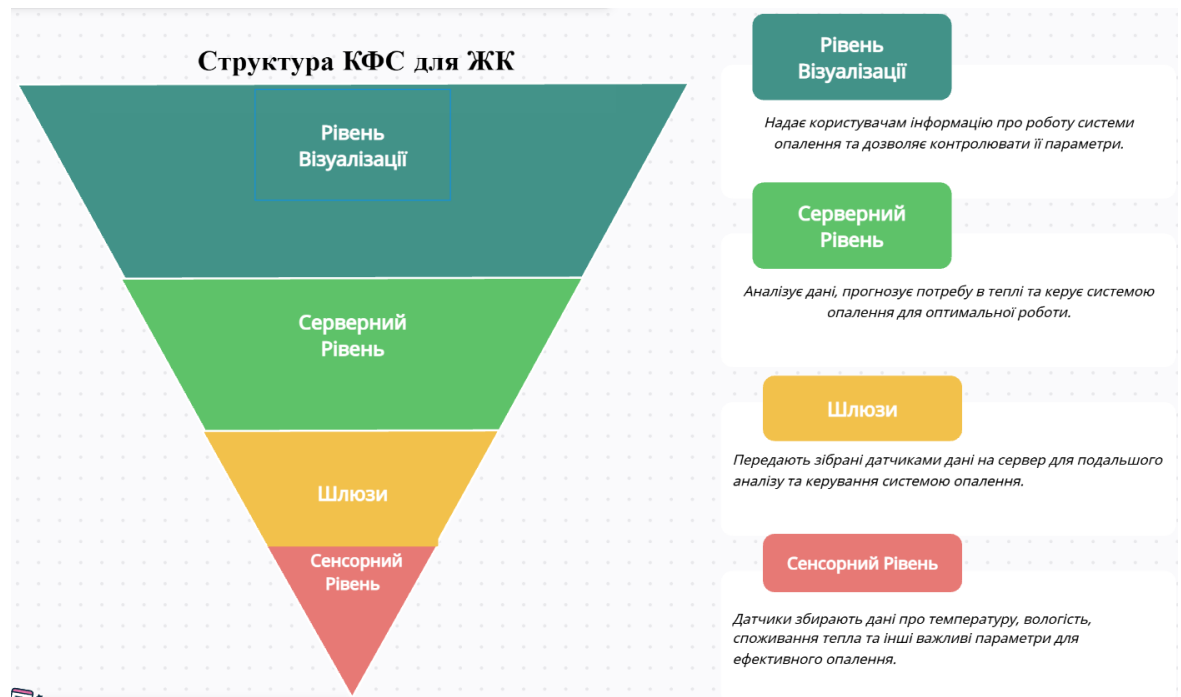 Структура КФС для ЖК
Рівень
Візуалізації
Серверний
Рівень
Шлюзи
Сенсорний
Рівень
Рівень
Візуалізації
Надає користувачам інформацію про роботу системи
опалення та дозволяє контролювати її параметри.
Серверний
Рівень
Аналізує дані, прогнозує потребу в теплі та керує системою
опалення для оптимальної роботи.
Шлюзи
Передають зібрані датчиками дані на сервер для подальшого
аналізу та керування системою опалення.
Сенсорний Рівень
Датчики збирають дані про температуру, вологість,
споживання тепла та інші важливі параметри для
ефективного опалення.